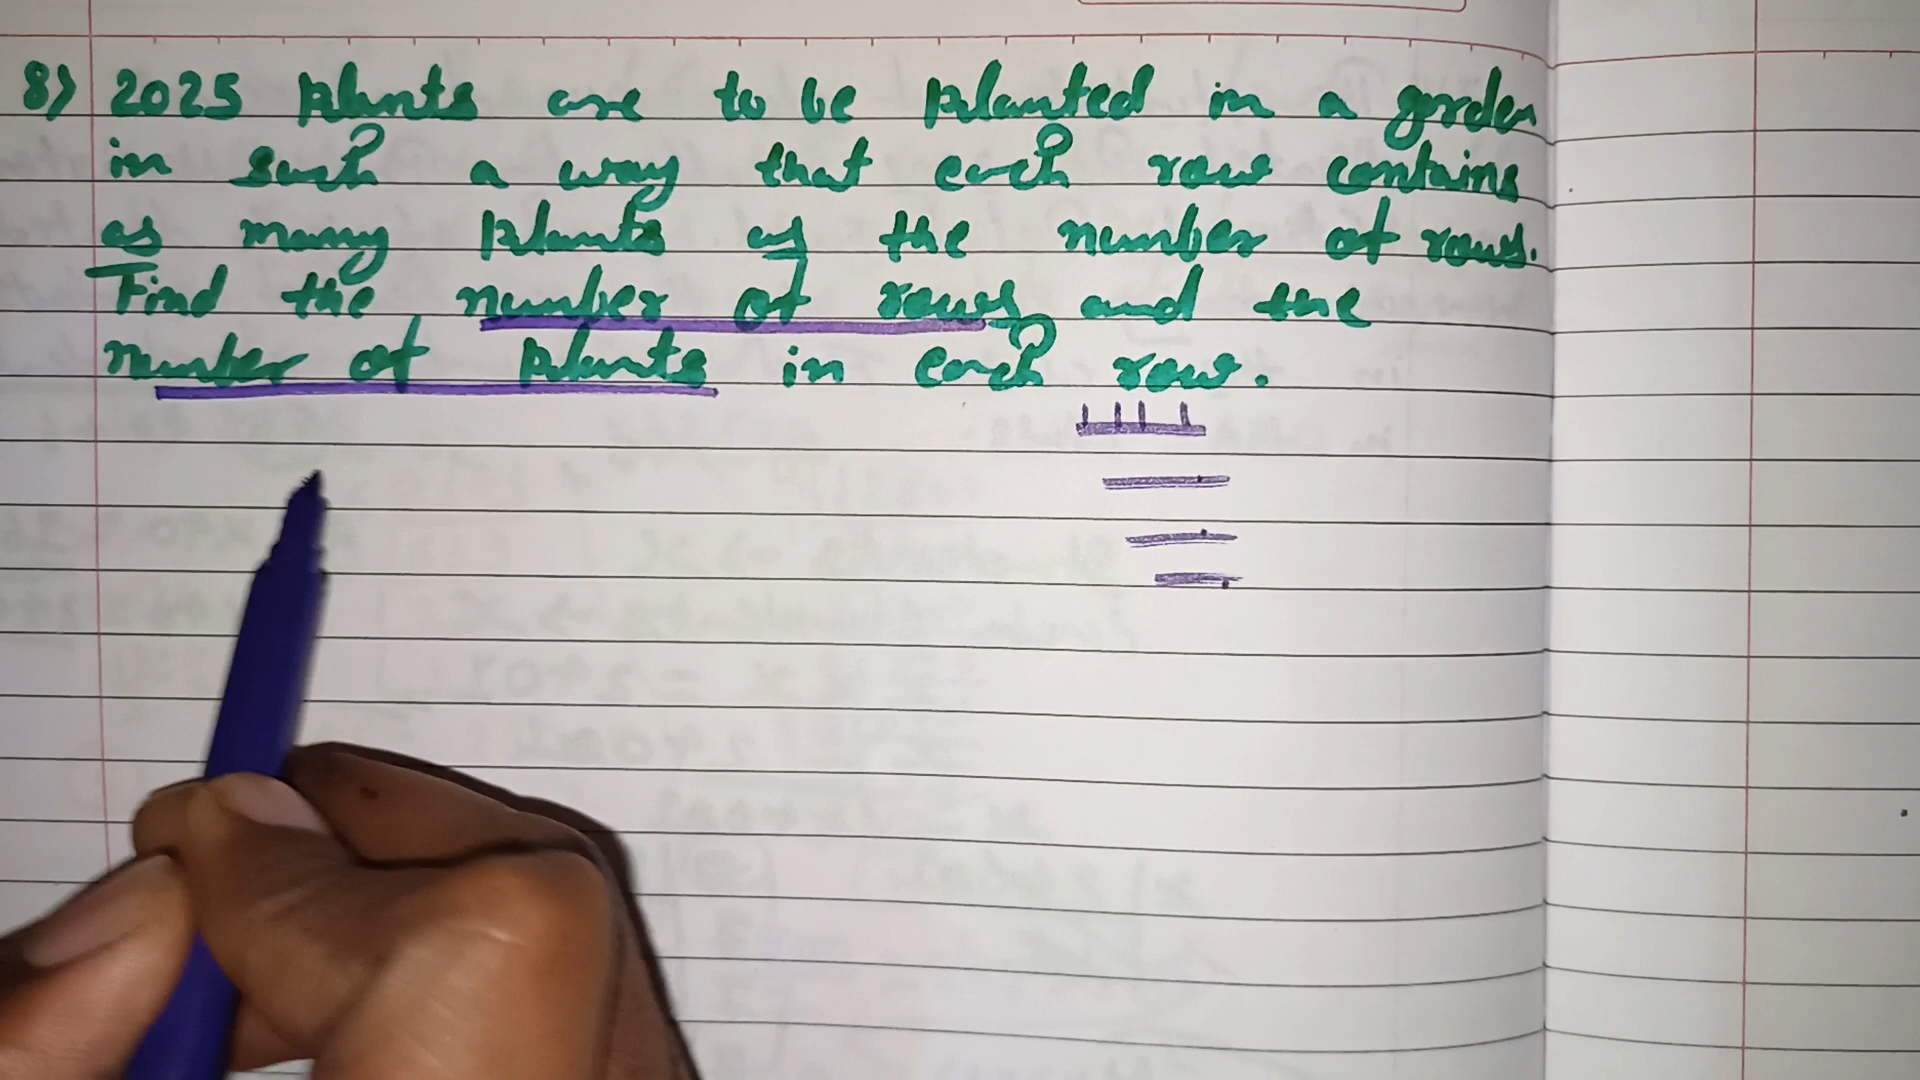 8) 2025 plants are to be planted in a garden
in such a way that each row contains
as many plants as the number of rows.
Find the number of rows and the
number of plants in each row.